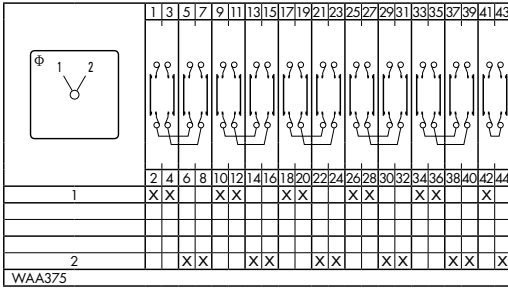 1 3 5 7 9 11 13 15 17 19 21 23 25 27 29 31 33 35 37 39 41 43
Φ 1 2
2 4 6 8 10 12 14 16 18 20 22 24 26 28 30 32 34 36 38 40 42 44
1 X X X X X X X X X X X
2 X X X X X X X X X X X
WAA375